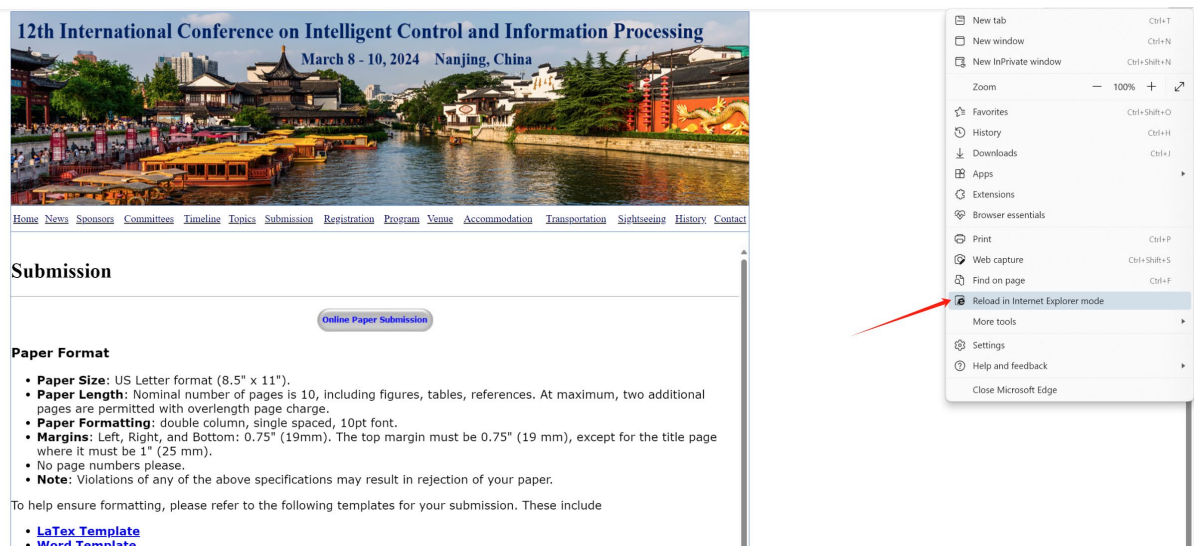 12th International Conference on Intelligent Control and Information Processing
March 8 - 10, 2024 Nanjing, China
Home News Sponsors Committees Timeline Topics Submission Registration Program Venue Accommodation Transportation Sightseeing History Contact
Submission
Online Paper Submission
Paper Format
• Paper Size: US Letter format (8.5" x 11").
• Paper Length: Nominal number of pages is 10, including figures, tables, references. At maximum, two additional
pages are permitted with overlength page charge.
• Paper Formatting: double column, single spaced, 10pt font.
• Margins: Left, Right, and Bottom: 0.75" (19mm). The top margin must be 0.75" (19 mm), except for the title page
where it must be 1" (25 mm).
• No page numbers please.
• Note: Violations of any of the above specifications may result in rejection of your paper.
To help ensure formatting, please refer to the following templates for your submission. These include
• LaTex Template
• Word Template
New tab Ctrl+T
New window Ctrl+N
New InPrivate window Ctrl+Shift+N
Zoom — 100% +
Favorites Ctrl+Shift+O
History Ctrl+H
Downloads Ctrl+J
Apps
Extensions
Browser essentials
Print Ctrl+P
Web capture Ctrl+Shift+S
Find on page Ctrl+F
Reload in Internet Explorer mode
More tools
Settings
Help and feedback
Close Microsoft Edge